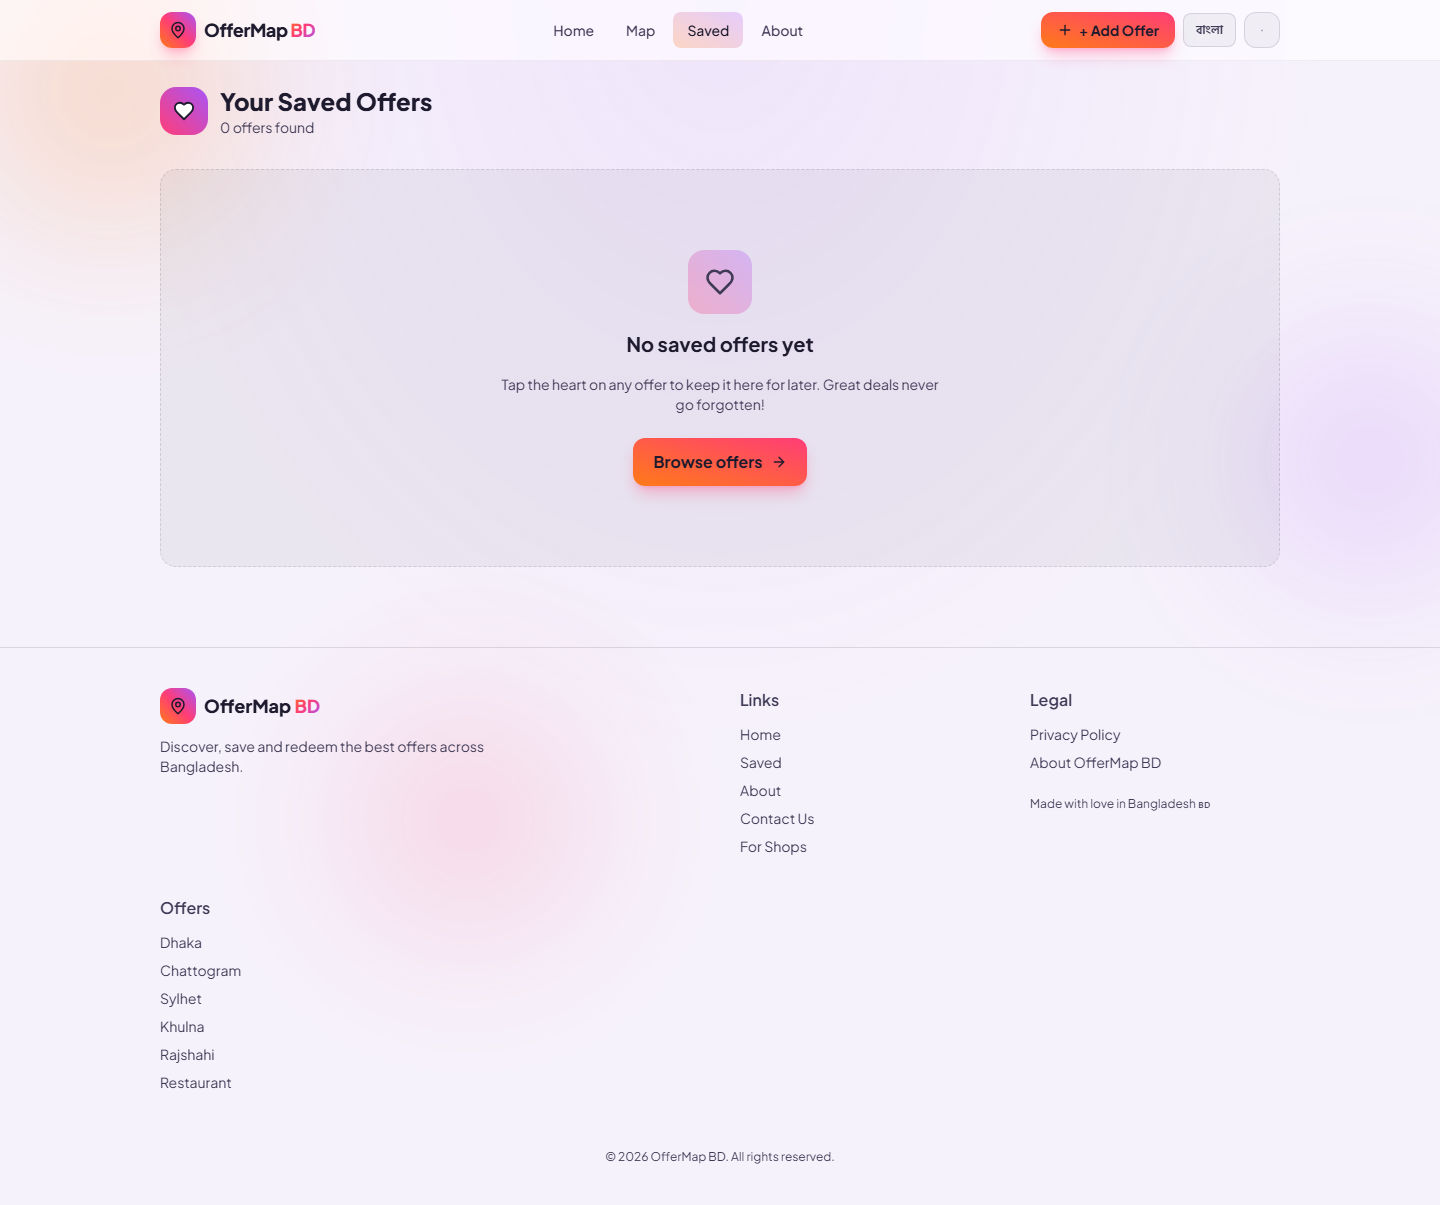 OfferMap BD
Home
Map
Saved
About
+ Add Offer
বাংলা
Your Saved Offers
0 offers found
No saved offers yet
Tap the heart on any offer to keep it here for later. Great deals never
go forgotten!
Browse offers
OfferMap BD
Discover, save and redeem the best offers across
Bangladesh.
Links
Home
Saved
About
Contact Us
For Shops
Legal
Privacy Policy
About OfferMap BD
Made with love in Bangladesh BD
Offers
Dhaka
Chattogram
Sylhet
Khulna
Rajshahi
Restaurant
© 2026 OfferMap BD. All rights reserved.